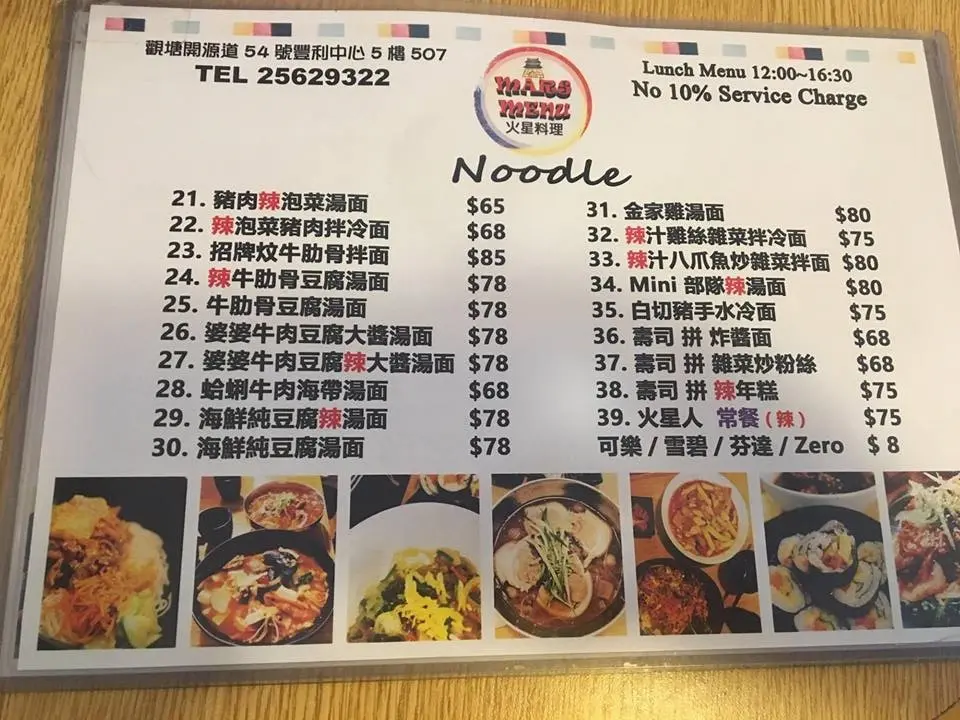 觀塘開源道 54 號豐利中心 5 樓 507
TEL 25629322
MARS
MENU
火星料理
Lunch Menu 12:00~16:30
No 10% Service Charge
Noodle
21. 豬肉辣泡菜湯面 $65
22. 辣泡菜豬肉拌冷面 $68
23. 招牌炆牛肋骨拌面 $85
24. 辣牛肋骨豆腐湯面 $78
25. 牛肋骨豆腐湯面 $78
26. 婆婆牛肉豆腐大醬湯面 $78
27. 婆婆牛肉豆腐辣大醬湯面 $78
28. 蛤蜊牛肉海帶湯面 $68
29. 海鮮純豆腐辣湯面 $78
30. 海鮮純豆腐湯面 $78
31. 金家雞湯面 $80
32. 辣汁雞絲雜菜拌冷面 $75
33. 辣汁八爪魚炒雜菜拌面 $80
34. Mini 部隊辣湯面 $80
35. 白切豬手水冷面 $75
36. 壽司 拼 炸醬面 $68
37. 壽司 拼 雜菜炒粉絲 $68
38. 壽司 拼 辣年糕 $75
39. 火星人 常餐 ( 辣 ) $75
可樂 / 雪碧 / 芬達 / Zero $ 8